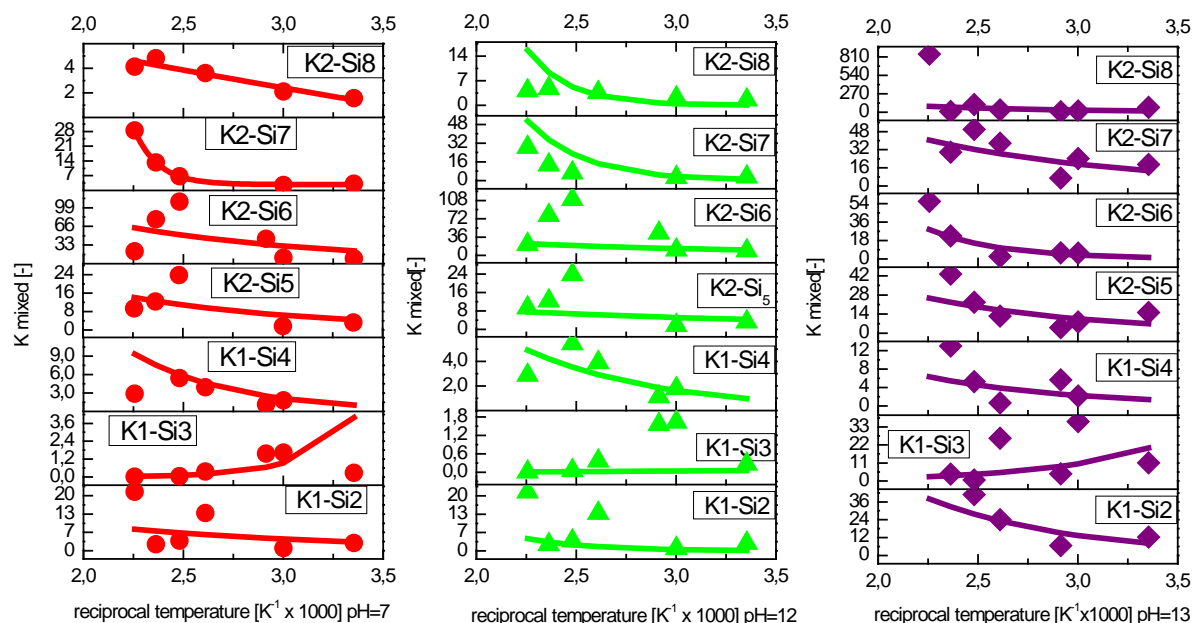 2,0 2,5 3,0 3,5
K mixed [-]
4
2
K2-Si8
28
21
14
7
K2-Si7
99
66
33
K2-Si6
24
16
8
0
K2-Si5
9,0
6,0
3,0
K1-Si4
3,6
2,4
1,2
0,0
K1-Si3
20
13
7
0
K1-Si2
2,0 2,5 3,0 3,5
reciprocal temperature [K⁻¹ x 1000] pH=7
2,0 2,5 3,0 3,5
K mixed[-]
14
7
0
K2-Si8
48
32
16
0
K2-Si7
108
72
36
0
K2-Si6
24
16
8
0
K2-Si₅
4,0
2,0
K1-Si4
1,8
1,2
0,6
0,0
K1-Si3
20
13
7
0
K1-Si2
2,0 2,5 3,0 3,5
reciprocal temperature [K⁻¹ x 1000] pH=12
2,0 2,5 3,0 3,5
K mixed[-]
810
540
270
0
K2-Si8
48
32
16
0
K2-Si7
54
36
18
0
K2-Si6
42
28
14
0
K2-Si5
12
8
4
0
K1-Si4
33
22
11
0
K1-Si3
36
24
12
0
K1-Si2
2,0 2,5 3,0 3,5
reciprocal temperature [K⁻¹x1000] pH=13